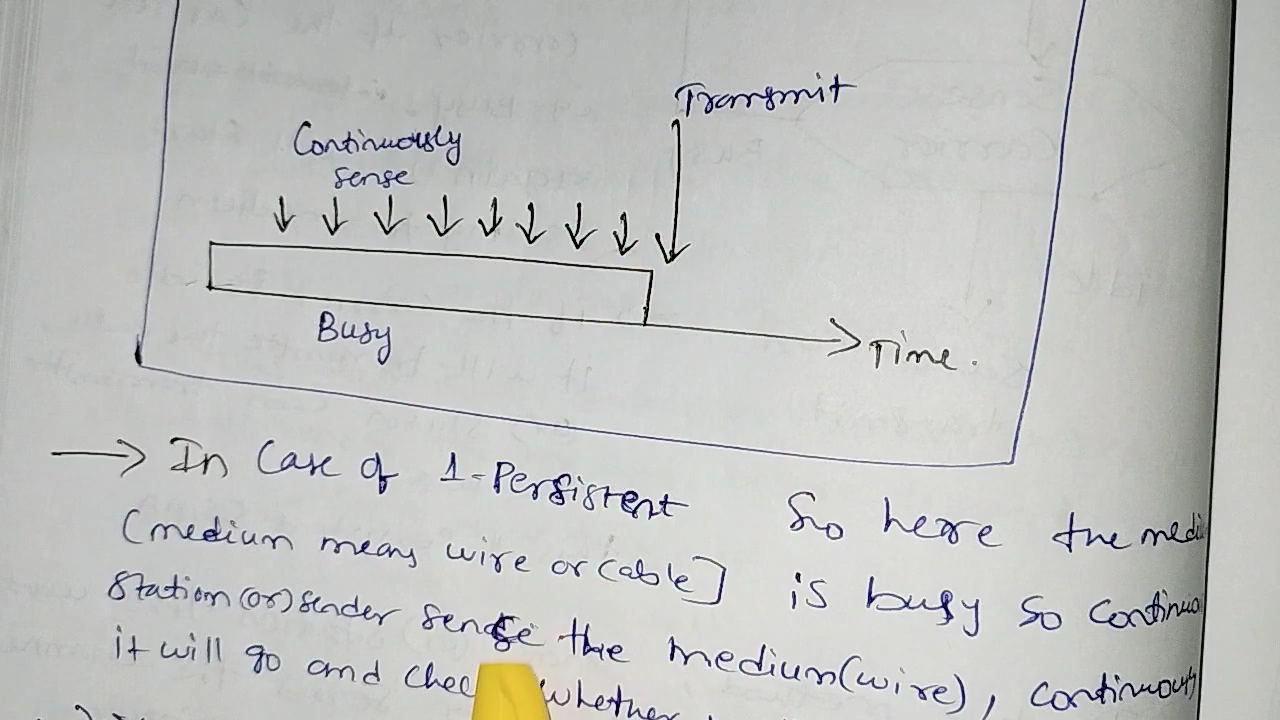 Transmit
Continuously
sense
Busy
Time.
In Case of 1-Persistent So here the medi
(medium means wire or Cable] is busy so Continuo
Station (or) sender sense the medium(wire), continuously
it will go and chec whether